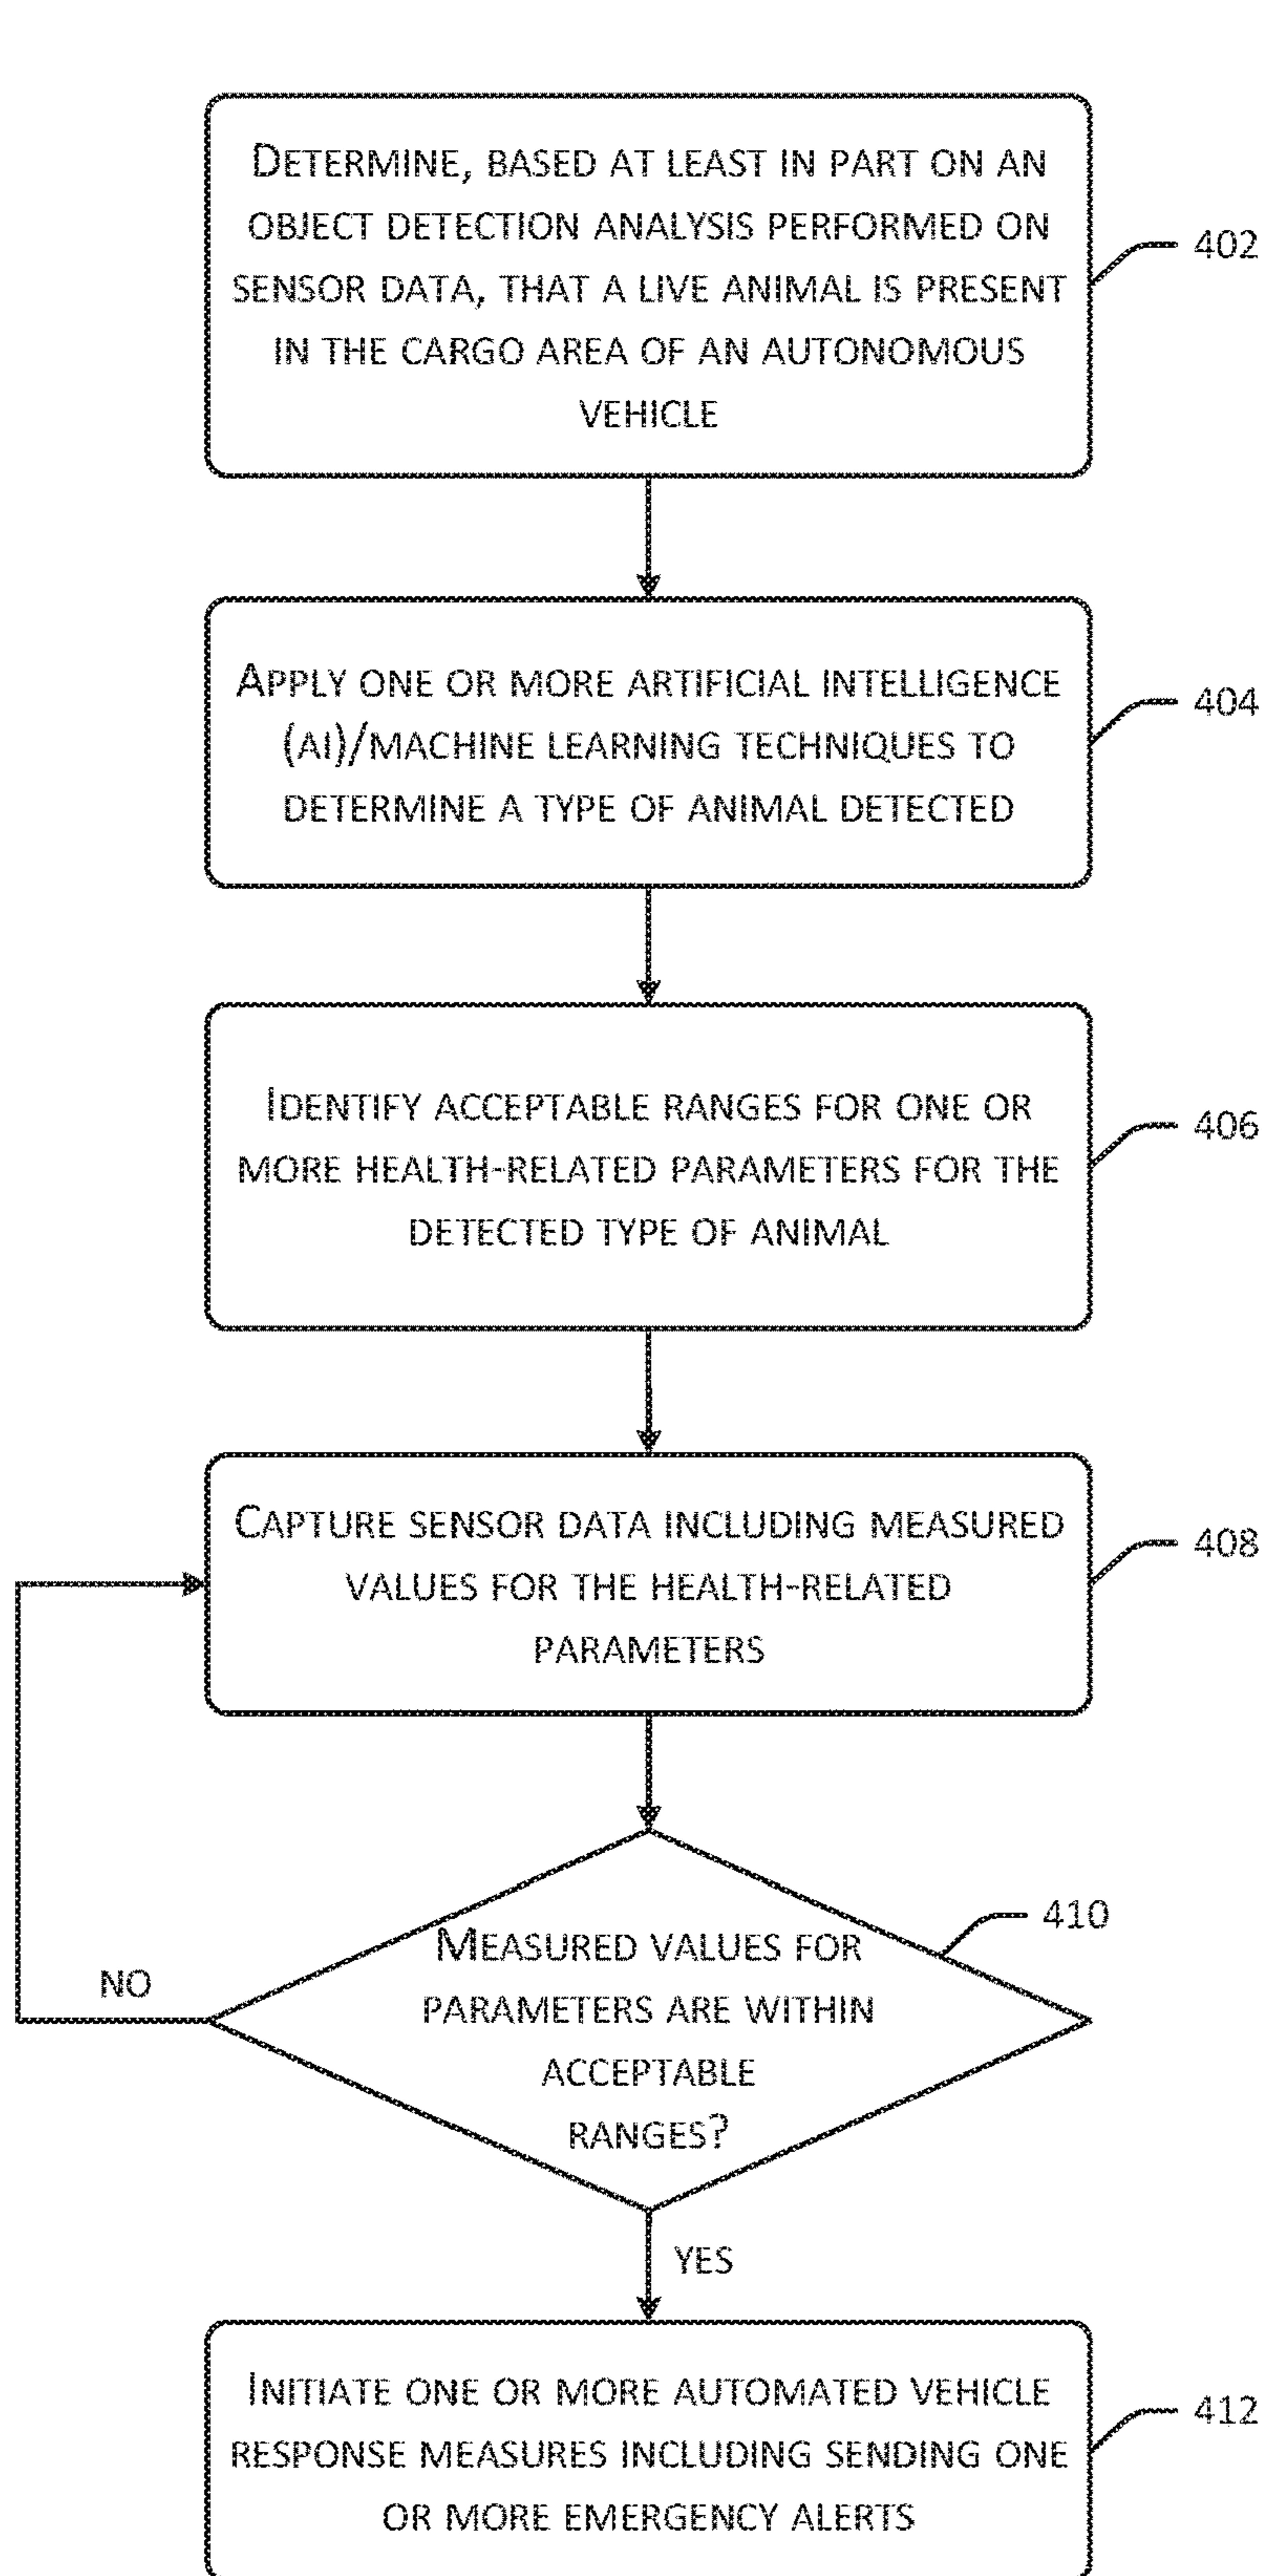 DETERMINE, BASED AT LEAST IN PART ON AN
OBJECT DETECTION ANALYSIS PERFORMED ON
SENSOR DATA, THAT A LIVE ANIMAL IS PRESENT
IN THE CARGO AREA OF AN AUTONOMOUS
VEHICLE
402
APPLY ONE OR MORE ARTIFICIAL INTELLIGENCE
(AI)/MACHINE LEARNING TECHNIQUES TO
DETERMINE A TYPE OF ANIMAL DETECTED
404
IDENTIFY ACCEPTABLE RANGES FOR ONE OR
MORE HEALTH-RELATED PARAMETERS FOR THE
DETECTED TYPE OF ANIMAL
406
CAPTURE SENSOR DATA INCLUDING MEASURED
VALUES FOR THE HEALTH-RELATED
PARAMETERS
408
MEASURED VALUES FOR
PARAMETERS ARE WITHIN
ACCEPTABLE
RANGES?
410
NO
YES
INITIATE ONE OR MORE AUTOMATED VEHICLE
RESPONSE MEASURES INCLUDING SENDING ONE
OR MORE EMERGENCY ALERTS
412